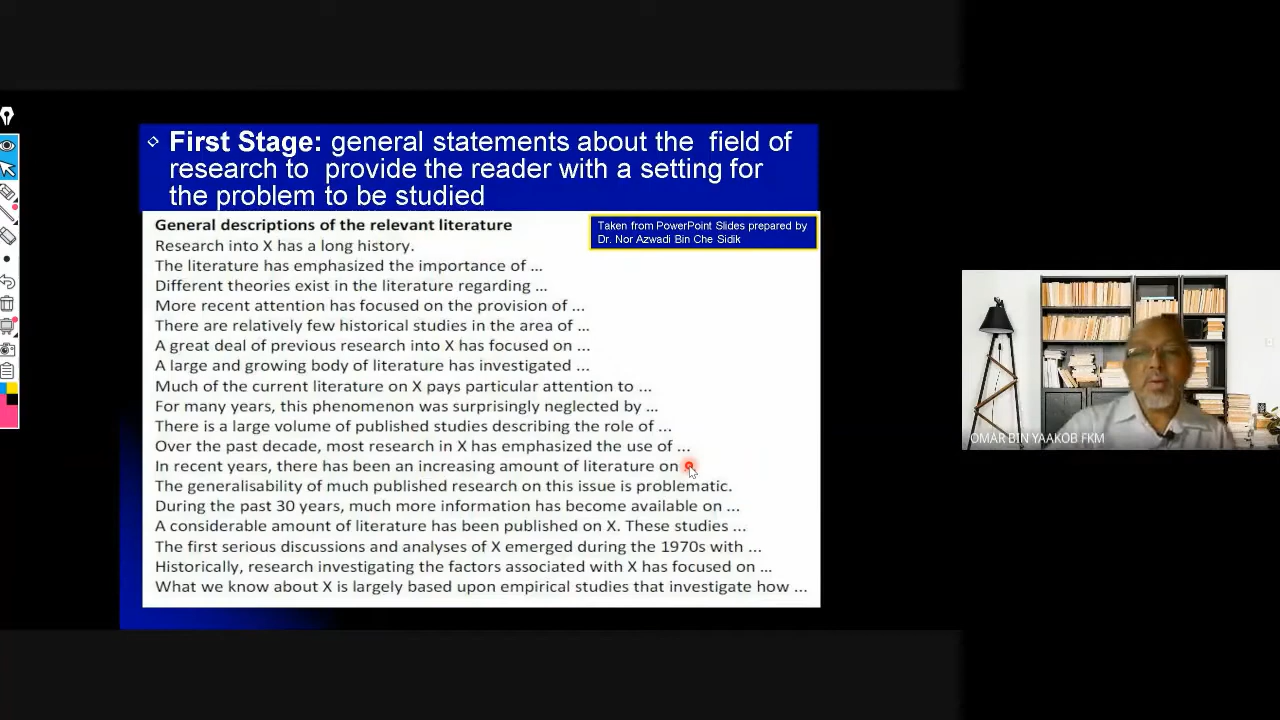 First Stage: general statements about the field of
research to provide the reader with a setting for
the problem to be studied
General descriptions of the relevant literature
Taken from PowerPoint Slides prepared by
Dr. Nor Azwadi Bin Che Sidik
Research into X has a long history.
The literature has emphasized the importance of ...
Different theories exist in the literature regarding ...
More recent attention has focused on the provision of ...
There are relatively few historical studies in the area of ...
A great deal of previous research into X has focused on ...
A large and growing body of literature has investigated ...
Much of the current literature on X pays particular attention to ...
For many years, this phenomenon was surprisingly neglected by ...
There is a large volume of published studies describing the role of ...
Over the past decade, most research in X has emphasized the use of ...
In recent years, there has been an increasing amount of literature on
The generalisability of much published research on this issue is problematic.
During the past 30 years, much more information has become available on ...
A considerable amount of literature has been published on X. These studies ...
The first serious discussions and analyses of X emerged during the 1970s with ...
Historically, research investigating the factors associated with X has focused on ...
What we know about X is largely based upon empirical studies that investigate how ...
OMAR BIN YAAKOB FKM